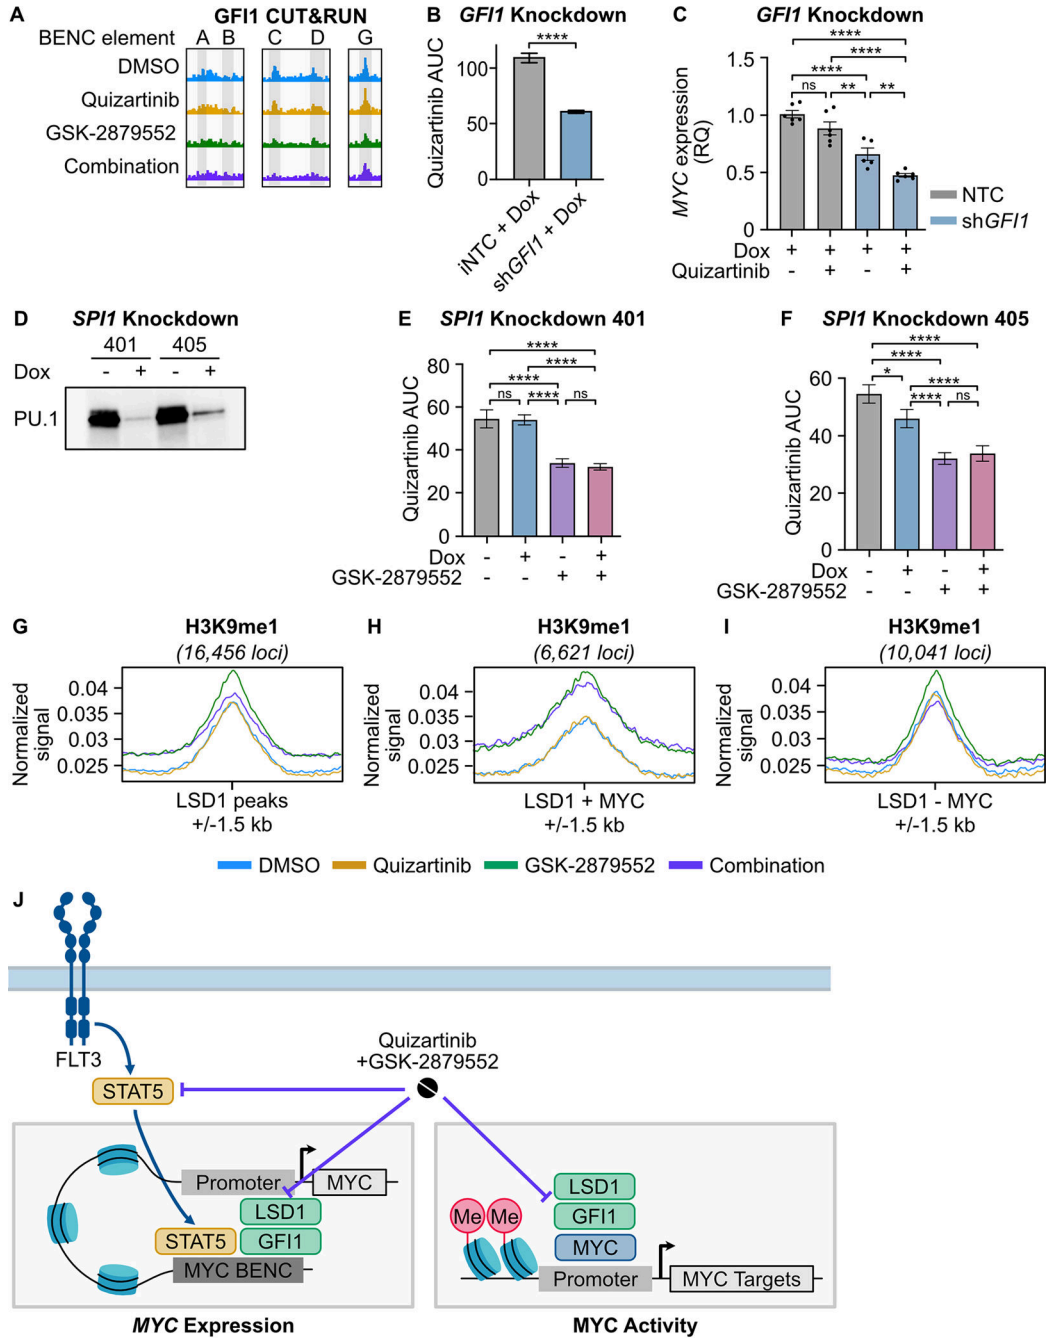 A
GFI1 CUT&RUN
BENC element A B C D G
DMSO
Quizartinib
GSK-2879552
Combination
B
GFI1 Knockdown
Quizartinib AUC
100
50
0
****
iNTC + Dox
shGFI1 + Dox
C
GFI1 Knockdown
MYC expression
(RQ)
1.5
1.0
0.5
0
****
****
****
ns ** **
NTC
shGFI1
Dox + + + +
Quizartinib - + - +
D
SPI1 Knockdown
401 405
Dox - + - +
PU.1
E
SPI1 Knockdown 401
Quizartinib AUC
80
60
40
20
0
****
****
****
ns **** ns
Dox - + - +
GSK-2879552 - - + +
F
SPI1 Knockdown 405
Quizartinib AUC
60
40
20
0
****
****
* ****
**** ns
Dox - + - +
GSK-2879552 - - + +
G
H3K9me1
(16,456 loci)
Normalized
signal
0.04
0.035
0.03
0.025
LSD1 peaks
+/-1.5 kb
H
H3K9me1
(6,621 loci)
Normalized
signal
0.04
0.035
0.03
0.025
LSD1 + MYC
+/-1.5 kb
I
H3K9me1
(10,041 loci)
Normalized
signal
0.04
0.035
0.03
0.025
LSD1 - MYC
+/-1.5 kb
DMSO Quizartinib GSK-2879552 Combination
J
FLT3
Quizartinib
+GSK-2879552
STAT5
Promoter MYC
LSD1
STAT5 GFI1
MYC BENC
MYC Expression
LSD1
Me Me GFI1
MYC
Promoter MYC Targets
MYC Activity